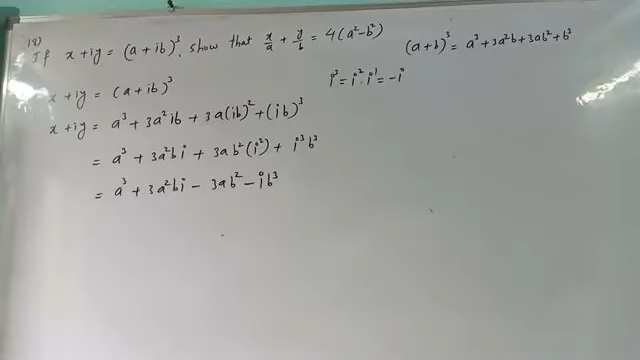 18)
If x+iy = (a+ib)³, show that x/a + y/b = 4(a²-b²)
(a+b)³ = a³+3a²b+3ab²+b³
x+iy = (a+ib)³
i³ = i².i¹ = -i
x+iy = a³+3a²ib+3a(ib)²+(ib)³
= a³+3a²bi+3ab²(i²)+i³b³
= a³+3a²bi-3ab²-ib³